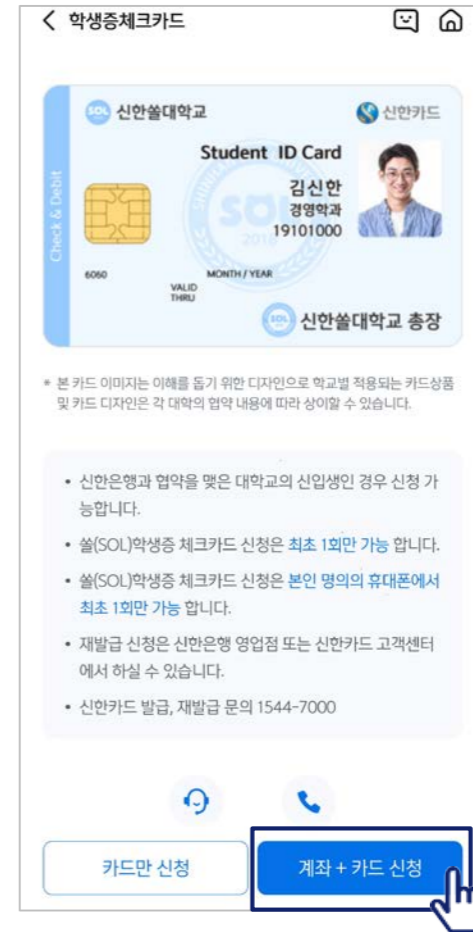 학생증체크카드
SOL 신한쏠대학교
신한카드
Student ID Card
김신한
경영학과
19101000
Check & Debit
SOL
2018
6060
MONTH / YEAR
VALID
THRU
신한쏠대학교 총장
* 본 카드 이미지는 이해를 돕기 위한 디자인으로 학교별 적용되는 카드상품
및 카드 디자인은 각 대학의 협약 내용에 따라 상이할 수 있습니다.
• 신한은행과 협약을 맺은 대학교의 신입생인 경우 신청 가
능합니다.
• 쏠(SOL)학생증 체크카드 신청은 최초 1회만 가능 합니다.
• 쏠(SOL)학생증 체크카드 신청은 본인 명의의 휴대폰에서
최초 1회만 가능 합니다.
• 재발급 신청은 신한은행 영업점 또는 신한카드 고객센터
에서 하실 수 있습니다.
• 신한카드 발급, 재발급 문의 1544-7000
카드만 신청
계좌 + 카드 신청